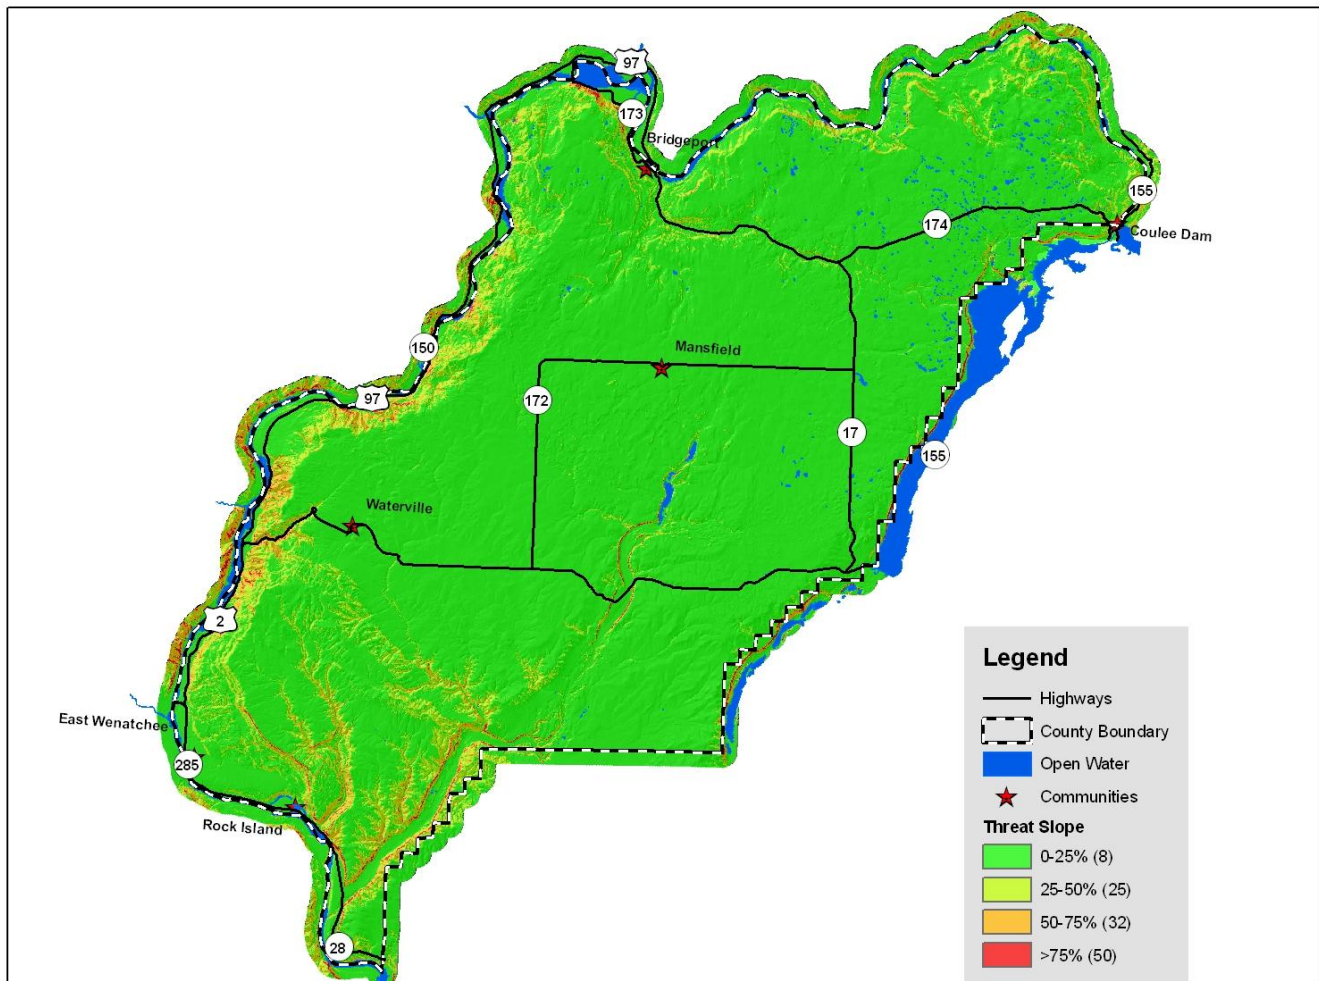 97
173
Bridgeport
155
174
Coulee Dam
150
Mansfield
97
172
17
155
Waterville
2
East Wenatchee
285
Rock Island
28
Legend
Highways
County Boundary
Open Water
Communities
Threat Slope
0-25% (8)
25-50% (25)
50-75% (32)
>75% (50)